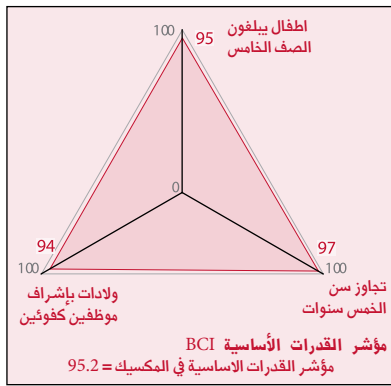 اطفال يبلغون
الصف الخامس
100
95
0
94
100
ولادات بإشراف
موظفين كفوئين
97
100
تجاوز سن
الخمس سنوات
مؤشر القدرات الأساسية BCI
مؤشر القدرات الاساسية في المكسيك = 95.2